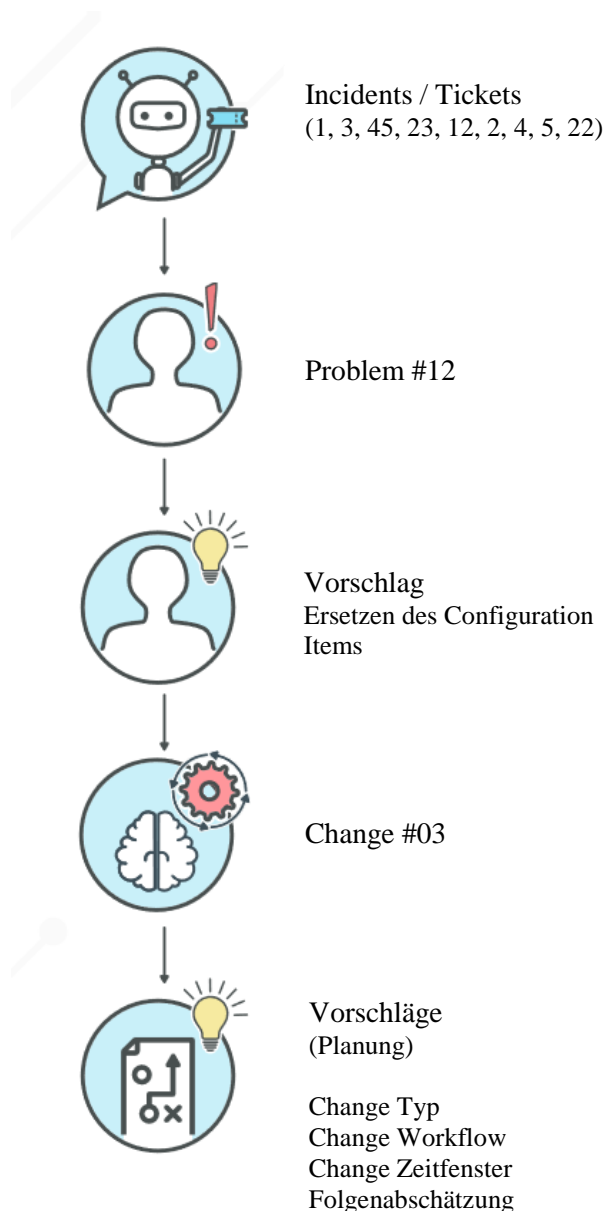 Incidents / Tickets
(1, 3, 45, 23, 12, 2, 4, 5, 22)
Problem #12
Vorschlag
Ersetzen des Configuration
Items
Change #03
Vorschläge
(Planung)
Change Typ
Change Workflow
Change Zeitfenster
Folgenabschätzung